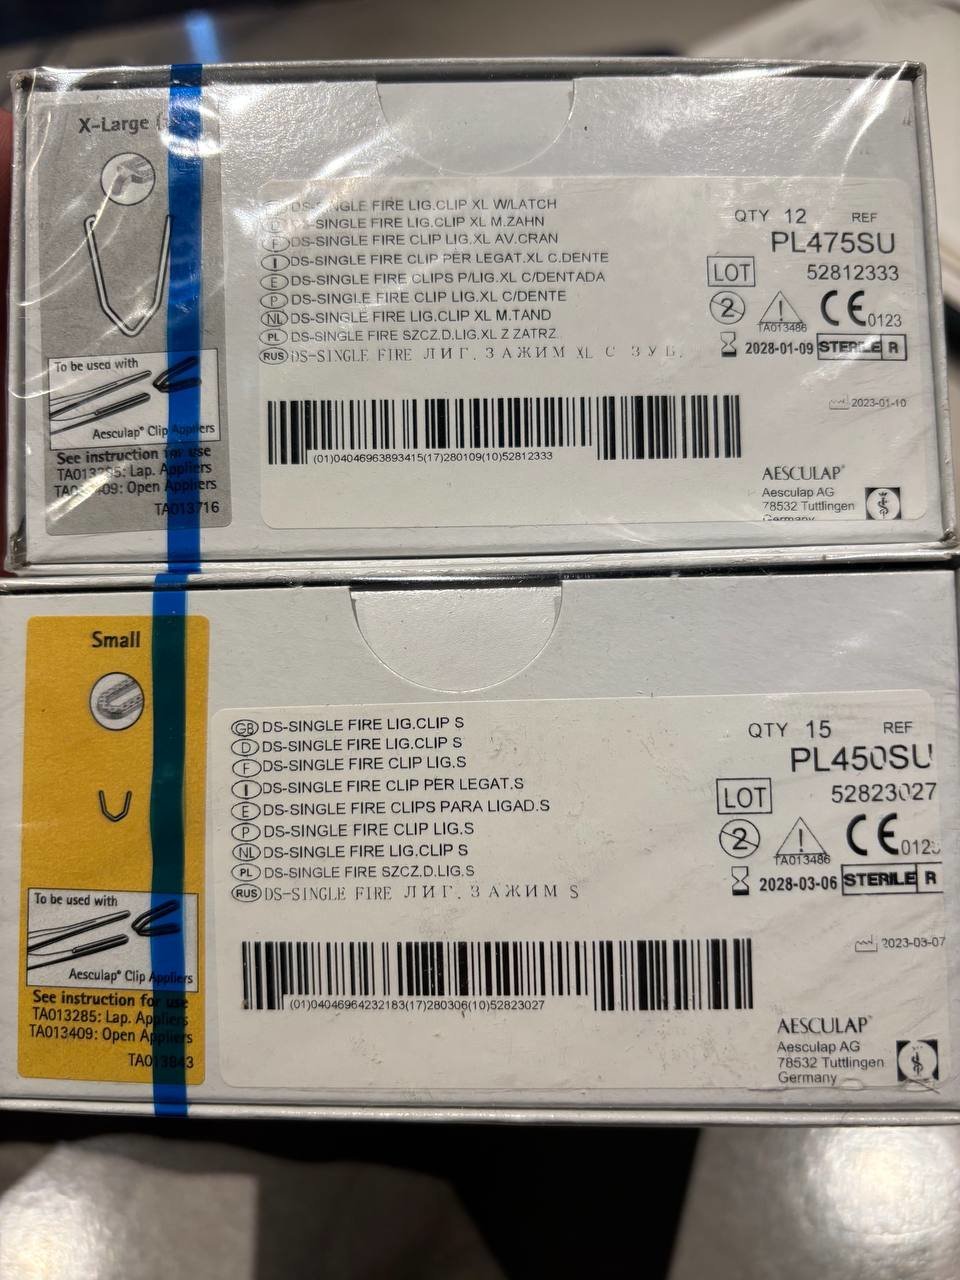 X-Large
DS-SINGLE FIRE LIG.CLIP XL W/LATCH
D DS-SINGLE FIRE LIG.CLIP XL M.ZAHN
F DS-SINGLE FIRE CLIP LIG.XL AV.CRAN
I DS-SINGLE FIRE CLIP PER LEGAT.XL C.DENTE
E DS-SINGLE FIRE CLIPS P/LIG.XL C/DENTADA
P DS-SINGLE FIRE CLIP LIG.XL C/DENTE
NL DS-SINGLE FIRE LIG.CLIP XL M.TAND
PL DS-SINGLE FIRE SZCZ.D.LIG.XL Z ZATRZ.
RUS DS-SINGLE FIRE ЛИГ. ЗАЖИМ XL С ЗУБ.
QTY 12 REF
PL475SU
LOT 52812333
2 TA013486 CE 0123
2028-01-09 STERILE R
2023-01-10
To be used with
Aesculap® Clip Appliers
See instruction for use
TA013285: Lap. Appliers
TA013409: Open Appliers
TA013716
(01)04046963893415(17)280109(10)52812333
AESCULAP®
Aesculap AG
78532 Tuttlingen
Germany
Small
GB DS-SINGLE FIRE LIG.CLIP S
D DS-SINGLE FIRE LIG.CLIP S
F DS-SINGLE FIRE CLIP LIG.S
I DS-SINGLE FIRE CLIP PER LEGAT.S
E DS-SINGLE FIRE CLIPS PARA LIGAD.S
P DS-SINGLE FIRE CLIP LIG.S
NL DS-SINGLE FIRE LIG.CLIP S
PL DS-SINGLE FIRE SZCZ.D.LIG.S
RUS DS-SINGLE FIRE ЛИГ. ЗАЖИМ S
QTY 15 REF
PL450SU
LOT 52823027
2 TA013486 CE 0123
2028-03-06 STERILE R
2023-03-07
To be used with
Aesculap® Clip Appliers
See instruction for use
TA013285: Lap. Appliers
TA013409: Open Appliers
TA013843
(01)04046964232183(17)280306(10)52823027
AESCULAP®
Aesculap AG
78532 Tuttlingen
Germany